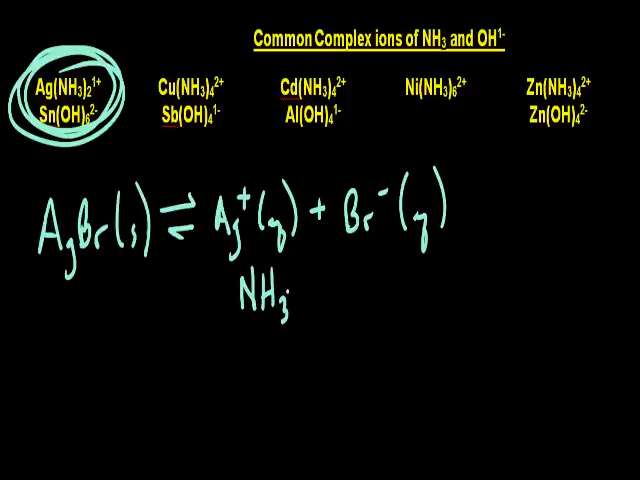 Common Complex ions of NH₃ and OH¹⁻
Ag(NH₃)₂¹⁺ Cu(NH₃)₄²⁺ Cd(NH₃)₄²⁺ Ni(NH₃)₆²⁺ Zn(NH₃)₄²⁺
Sn(OH)₆²⁻ Sb(OH)₄¹⁻ Al(OH)₄¹⁻ Zn(OH)₄²⁻
AgBr(s) ⇌ Ag⁺(aq) + Br⁻(aq)
NH₃